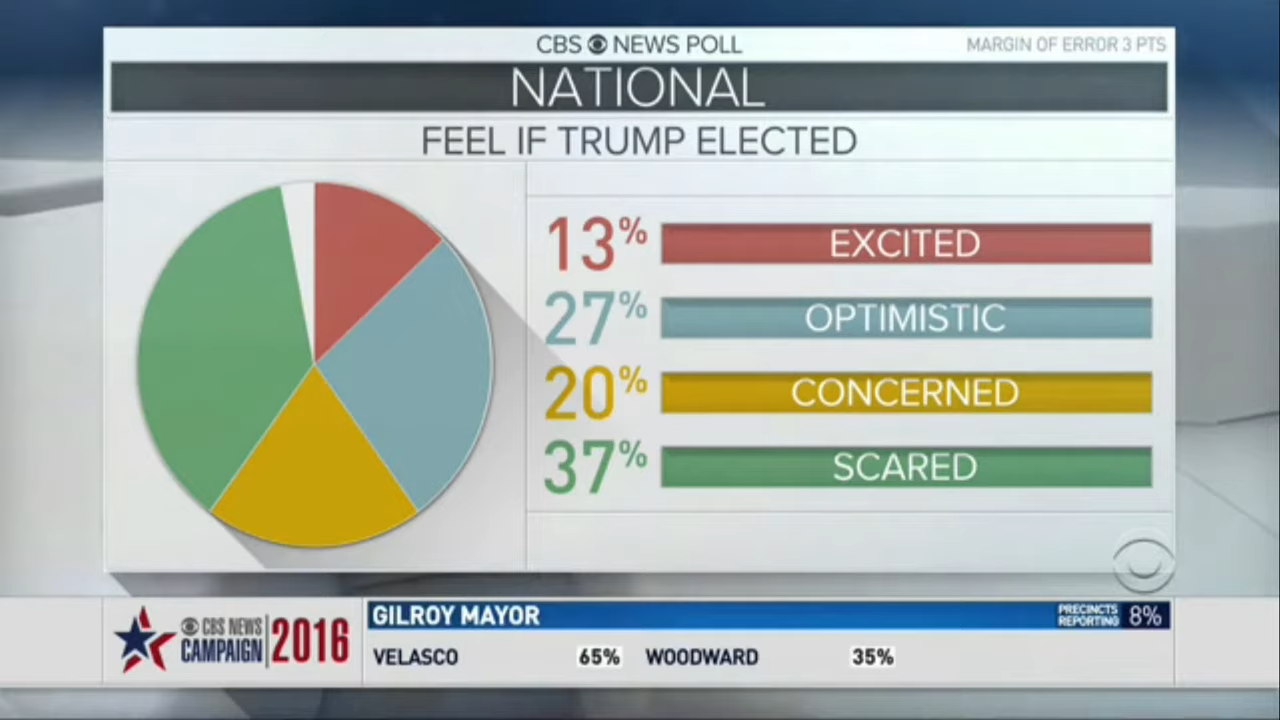 CBS NEWS POLL
MARGIN OF ERROR 3 PTS
NATIONAL
FEEL IF TRUMP ELECTED
13% EXCITED
27% OPTIMISTIC
20% CONCERNED
37% SCARED
CBS NEWS
CAMPAIGN 2016
GILROY MAYOR
PRECINCTS REPORTING 8%
VELASCO 65% WOODWARD 35%